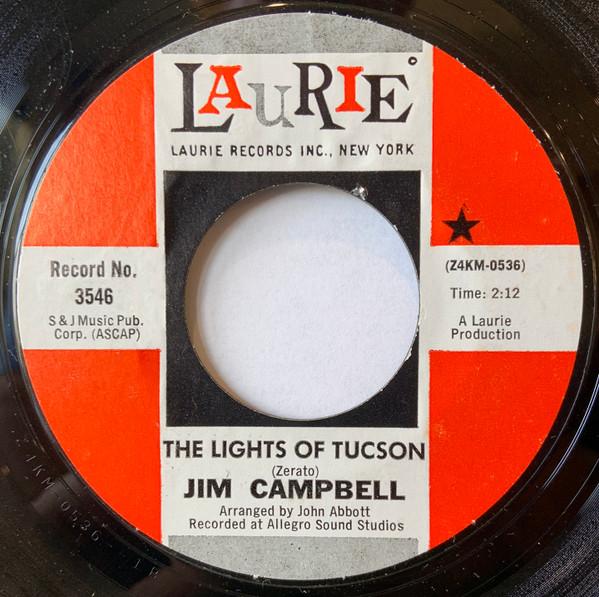 LAURIE
LAURIE RECORDS INC., NEW YORK
Record No.
3546
S & J Music Pub.
Corp. (ASCAP)
(Z4KM-0536)
Time: 2:12
A Laurie
Production
THE LIGHTS OF TUCSON
(Zerato)
JIM CAMPBELL
Arranged by John Abbott
Recorded at Allegro Sound Studios